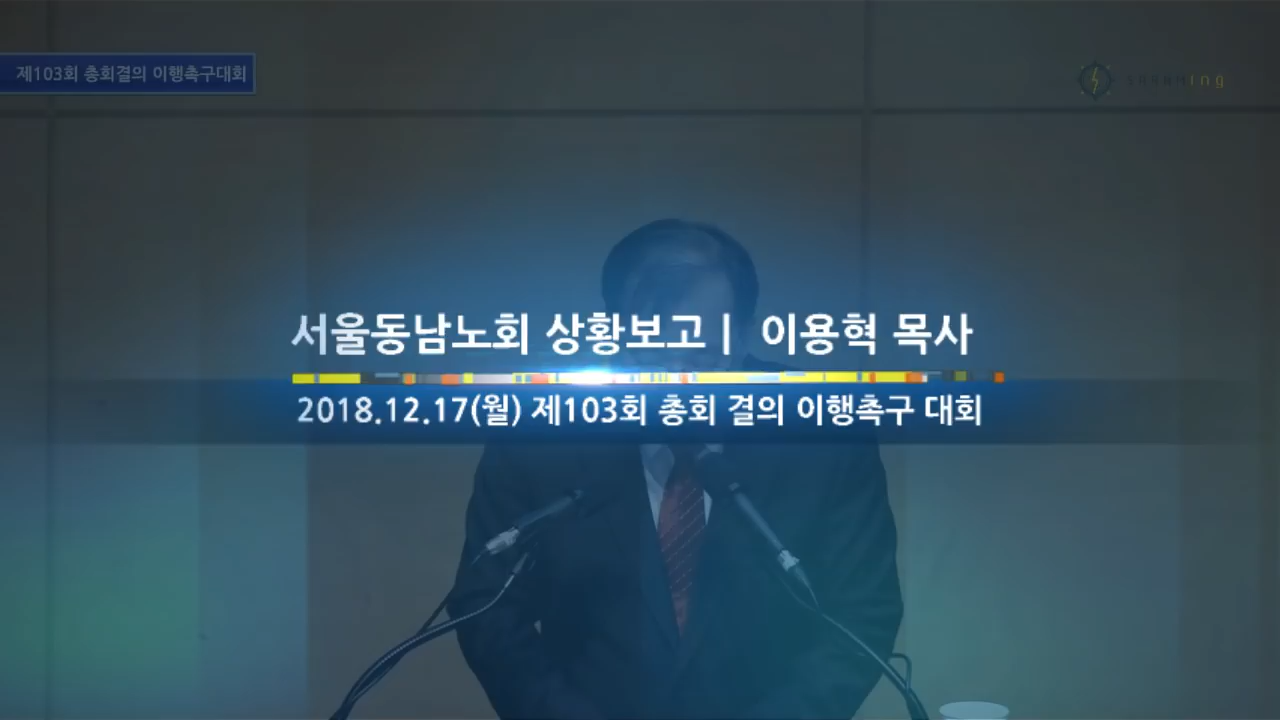 제103회 총회결의 이행촉구대회
서울동남노회 상황보고 | 이용혁 목사
2018.12.17(월) 제103회 총회 결의 이행촉구 대회